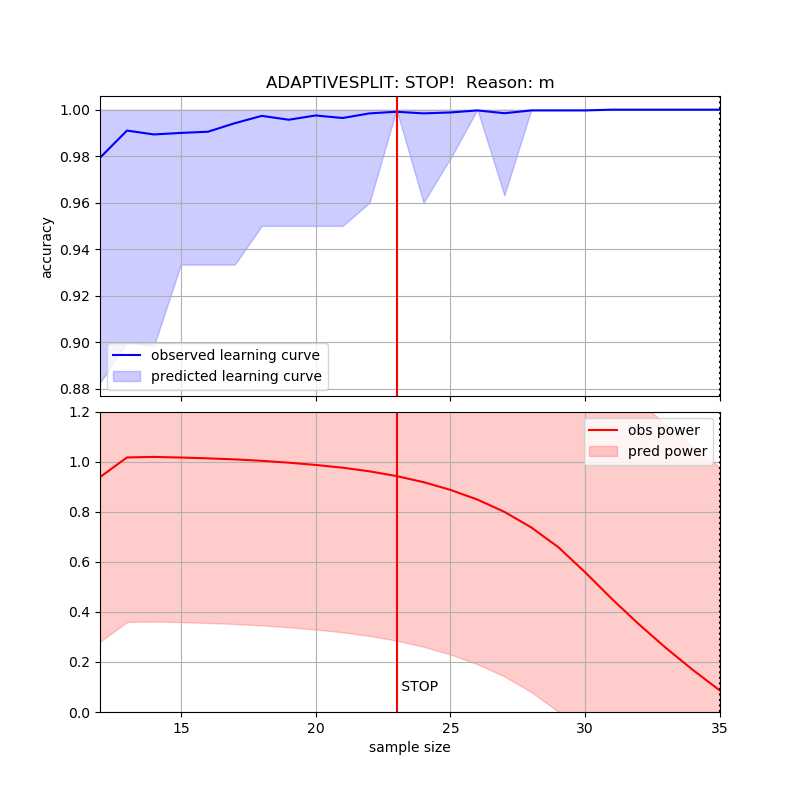 ADAPTIVESPLIT: STOP!  Reason: m
1.00
0.98
0.96
0.94
0.92
0.90
0.88
accuracy
observed learning curve
predicted learning curve
1.2
1.0
0.8
0.6
0.4
0.2
0.0
obs power
pred power
STOP
15
20
25
30
35
sample size